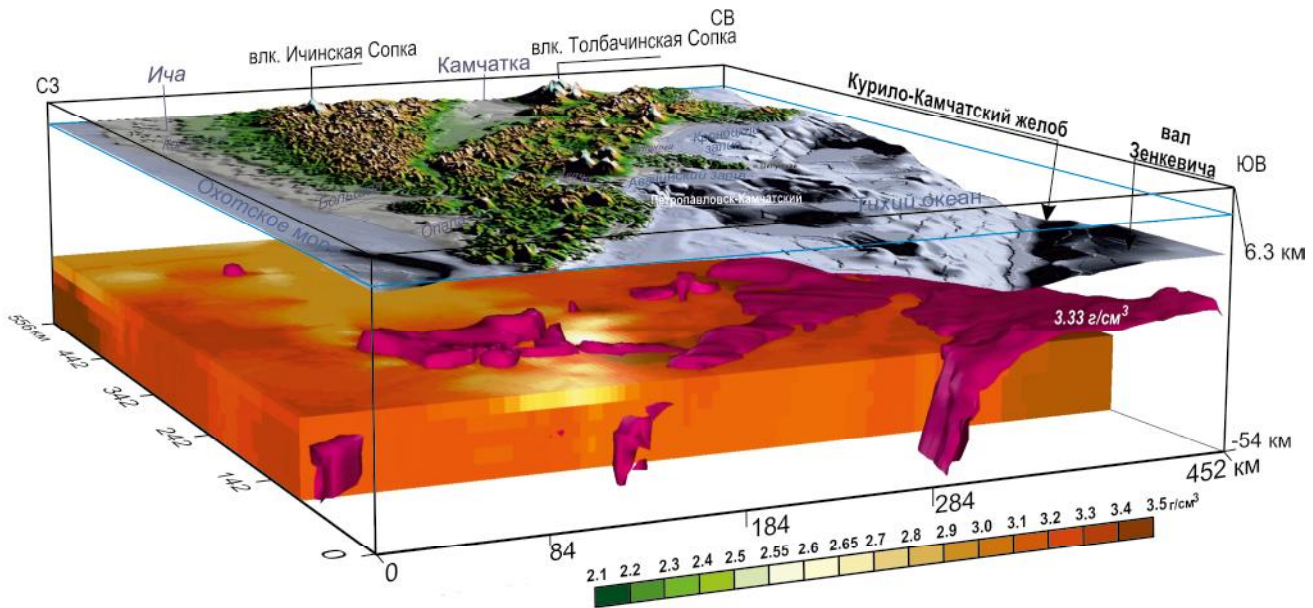 СВ
влк. Ичинская Сопка
влк. Толбачинская Сопка
Ича
Камчатка
СЗ
Курило-Камчатский желоб
вал
Зенкевича
ЮВ
Авачинский залив
Петропавловск-Камчатский
Тихий океан
Охотское мор
Опала
6.3 км
3.33 г/см³
556 км
442
342
242
142
0
0
84
184
284
452 км
-54 км
2.1 2.2 2.3 2.4 2.5 2.55 2.6 2.65 2.7 2.8 2.9 3.0 3.1 3.2 3.3 3.4 3.5 г/см³